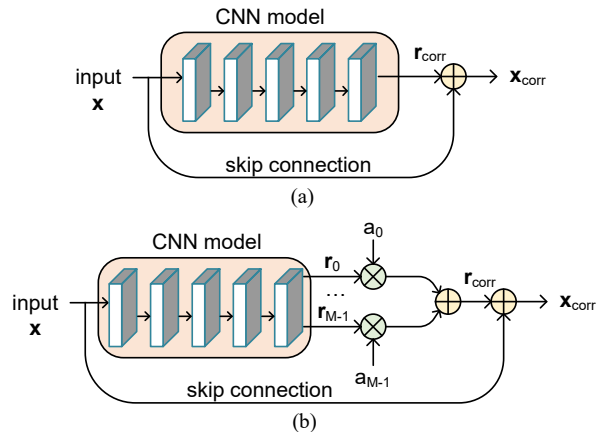 CNN model
input
x
r_corr
x_corr
skip connection
(a)
CNN model
a_0
r_0
...
input
x
r_M-1
r_corr
x_corr
a_M-1
skip connection
(b)